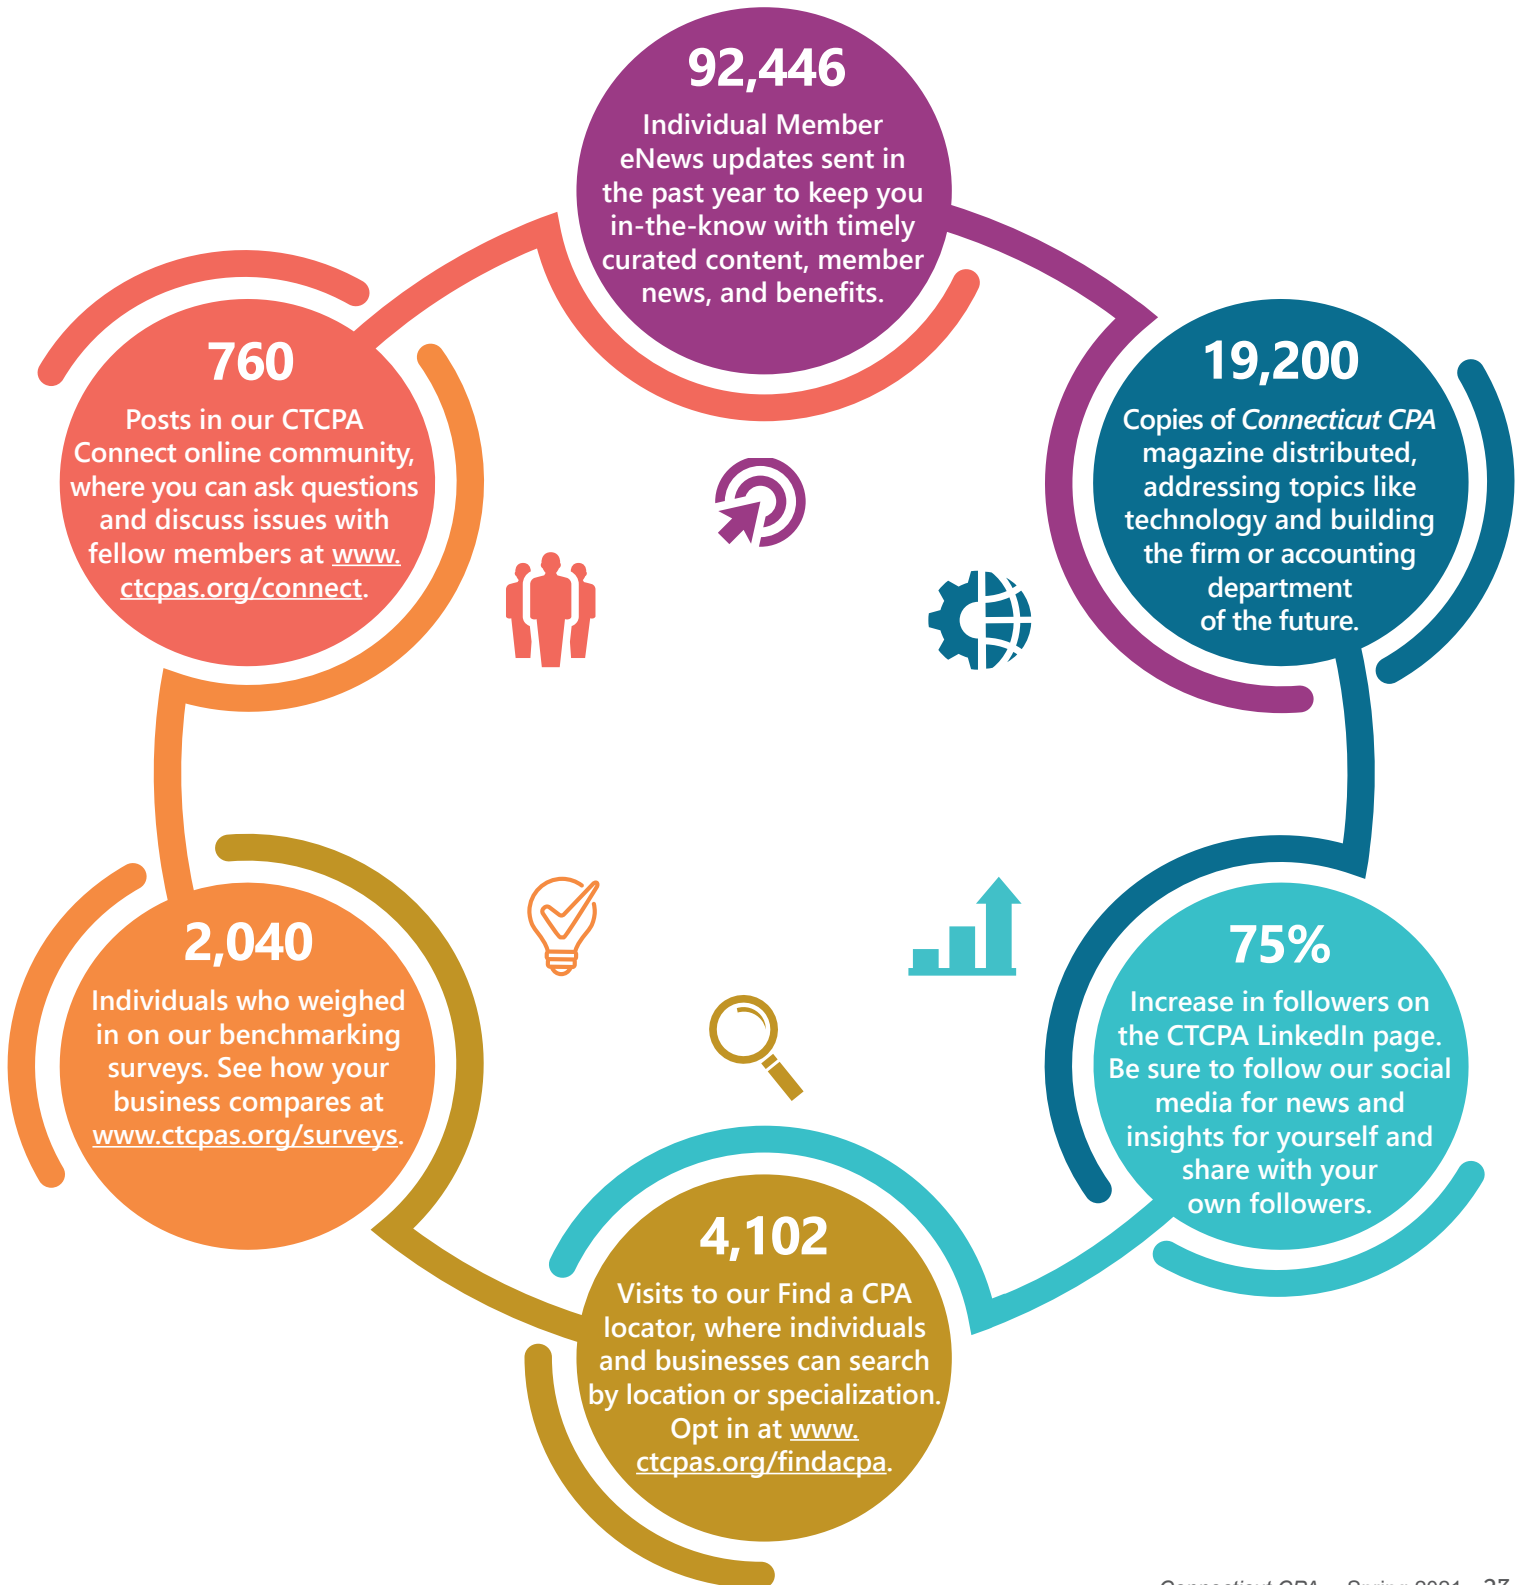 92,446
Individual Member
eNews updates sent in
the past year to keep you
in-the-know with timely
curated content, member
news, and benefits.
19,200
Copies of Connecticut CPA
magazine distributed,
addressing topics like
technology and building
the firm or accounting
department
of the future.
75%
Increase in followers on
the CTCPA LinkedIn page.
Be sure to follow our social
media for news and
insights for yourself and
share with your
own followers.
4,102
Visits to our Find a CPA
locator, where individuals
and businesses can search
by location or specialization.
Opt in at www.
ctcpas.org/findacpa.
2,040
Individuals who weighed
in on our benchmarking
surveys. See how your
business compares at
www.ctcpas.org/surveys.
760
Posts in our CTCPA
Connect online community,
where you can ask questions
and discuss issues with
fellow members at www.
ctcpas.org/connect.